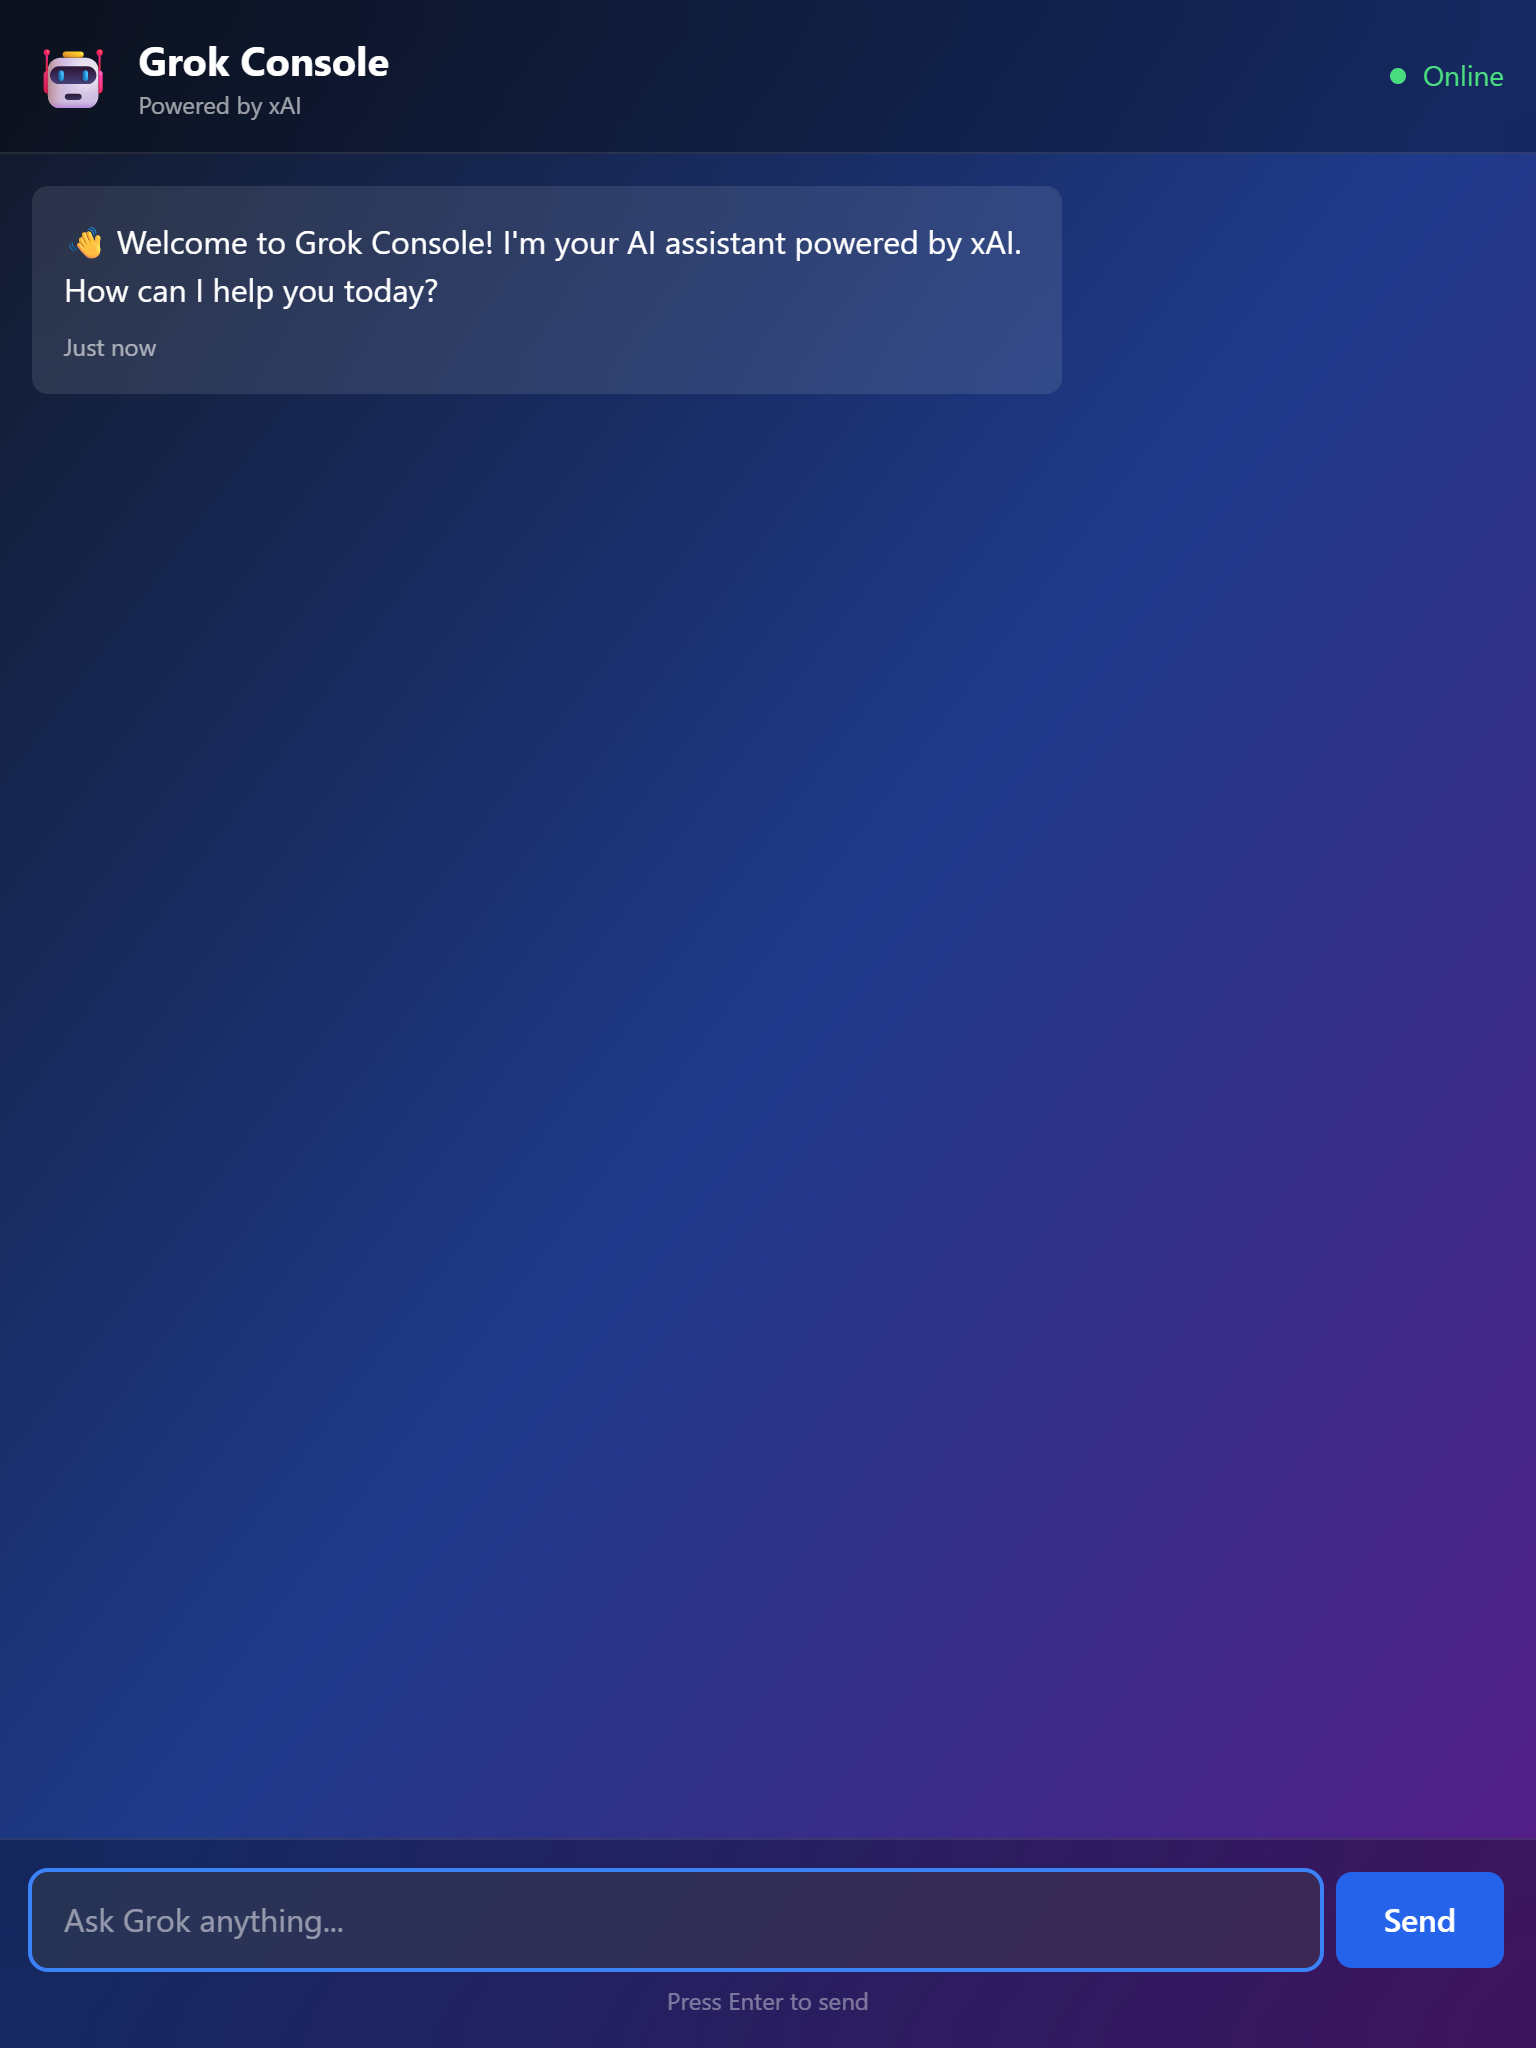 Grok Console
Powered by xAI
Online
👋 Welcome to Grok Console! I'm your AI assistant powered by xAI.
How can I help you today?
Just now
Ask Grok anything...
Send
Press Enter to send